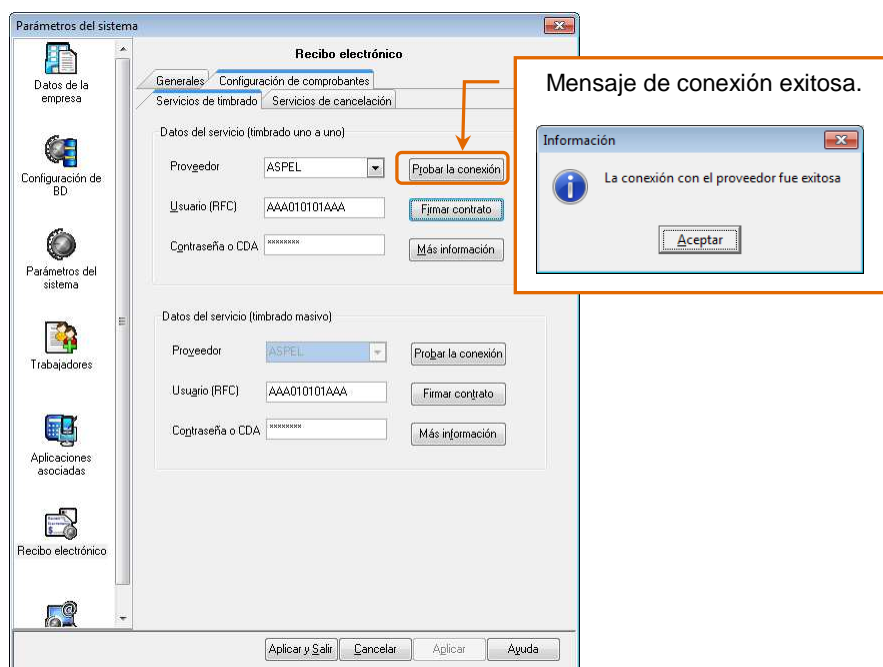 Parámetros del sistema
Datos de la
empresa
Configuración de
BD
Parámetros del
sistema
Trabajadores
Aplicaciones
asociadas
Recibo electrónico
Recibo electrónico
Generales
Configuración de comprobantes
Servicios de timbrado
Servicios de cancelación
Datos del servicio (timbrado uno a uno)
Proveedor
ASPEL
Probar la conexión
Usuario (RFC)
AAA010101AAA
Firmar contrato
Contraseña o CDA
********
Más información
Datos del servicio (timbrado masivo)
Proveedor
ASPEL
Probar la conexión
Usuario (RFC)
AAA010101AAA
Firmar contrato
Contraseña o CDA
********
Más información
Aplicar y Salir
Cancelar
Aplicar
Ayuda
Mensaje de conexión exitosa.
Información
La conexión con el proveedor fue exitosa
Aceptar